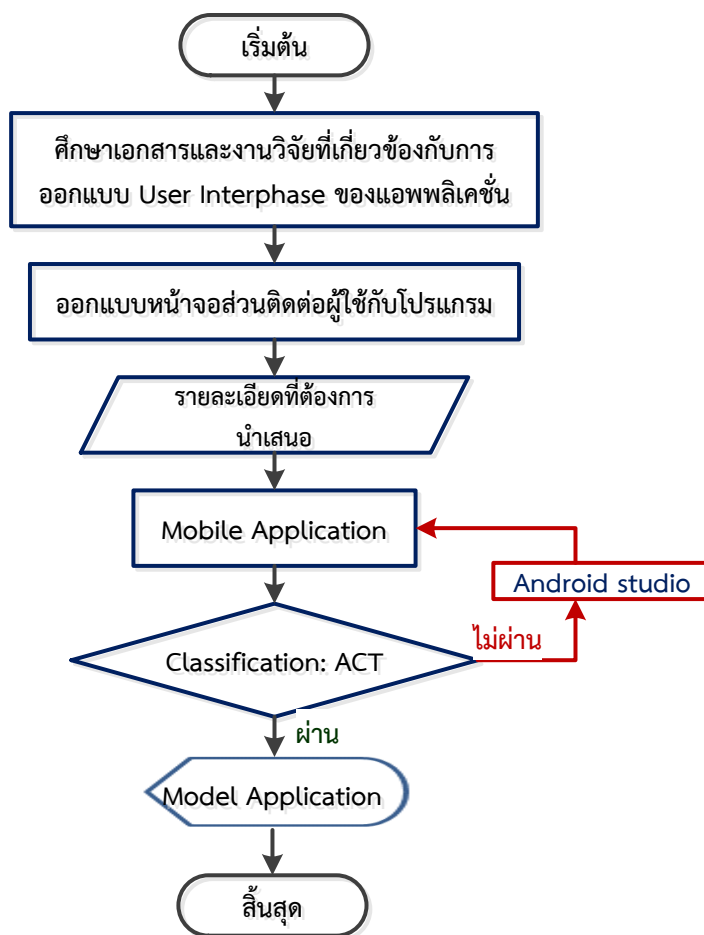 เริ่มต้น
ศึกษาเอกสารและงานวิจัยที่เกี่ยวข้องกับการ
ออกแบบ User Interphase ของแอพพลิเคชั่น
ออกแบบหน้าจอส่วนติดต่อผู้ใช้กับโปรแกรม
รายละเอียดที่ต้องการ
นำเสนอ
Mobile Application
Android studio
Classification: ACT
ไม่ผ่าน
ผ่าน
Model Application
สิ้นสุด